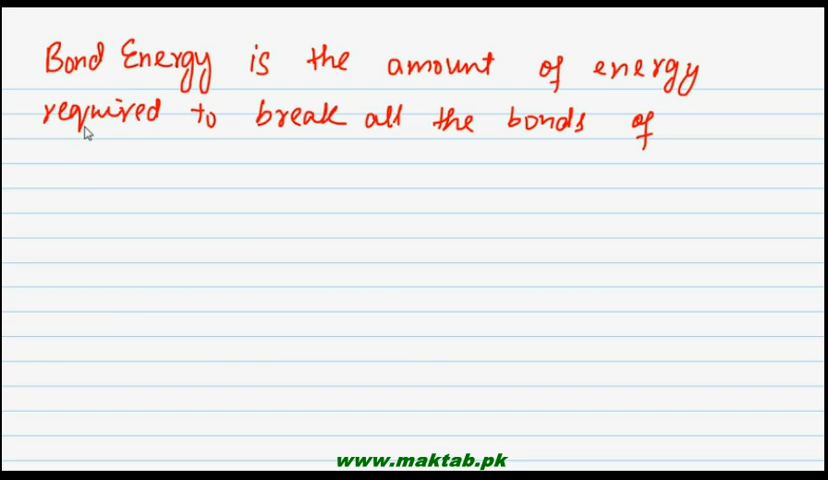 Bond Energy is the amount of energy
required to break all the bonds of
www.maktab.pk